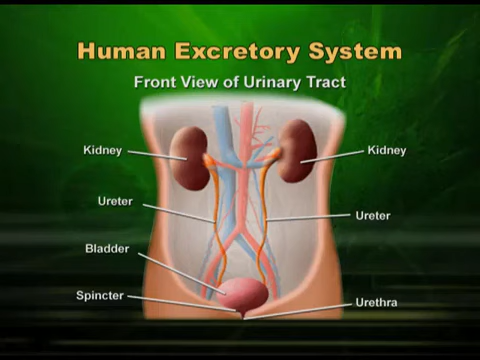 Human Excretory System
Front View of Urinary Tract
Kidney
Kidney
Ureter
Ureter
Bladder
Spincter
Urethra